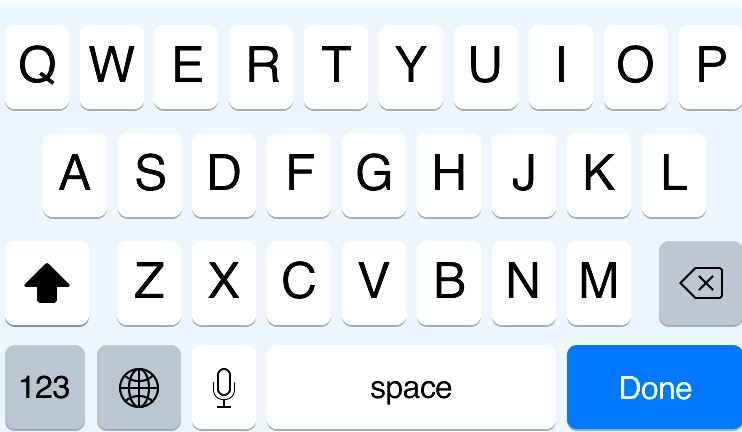 Q W E R T Y U I O P
A S D F G H J K L
Z X C V B N M
123 space Done